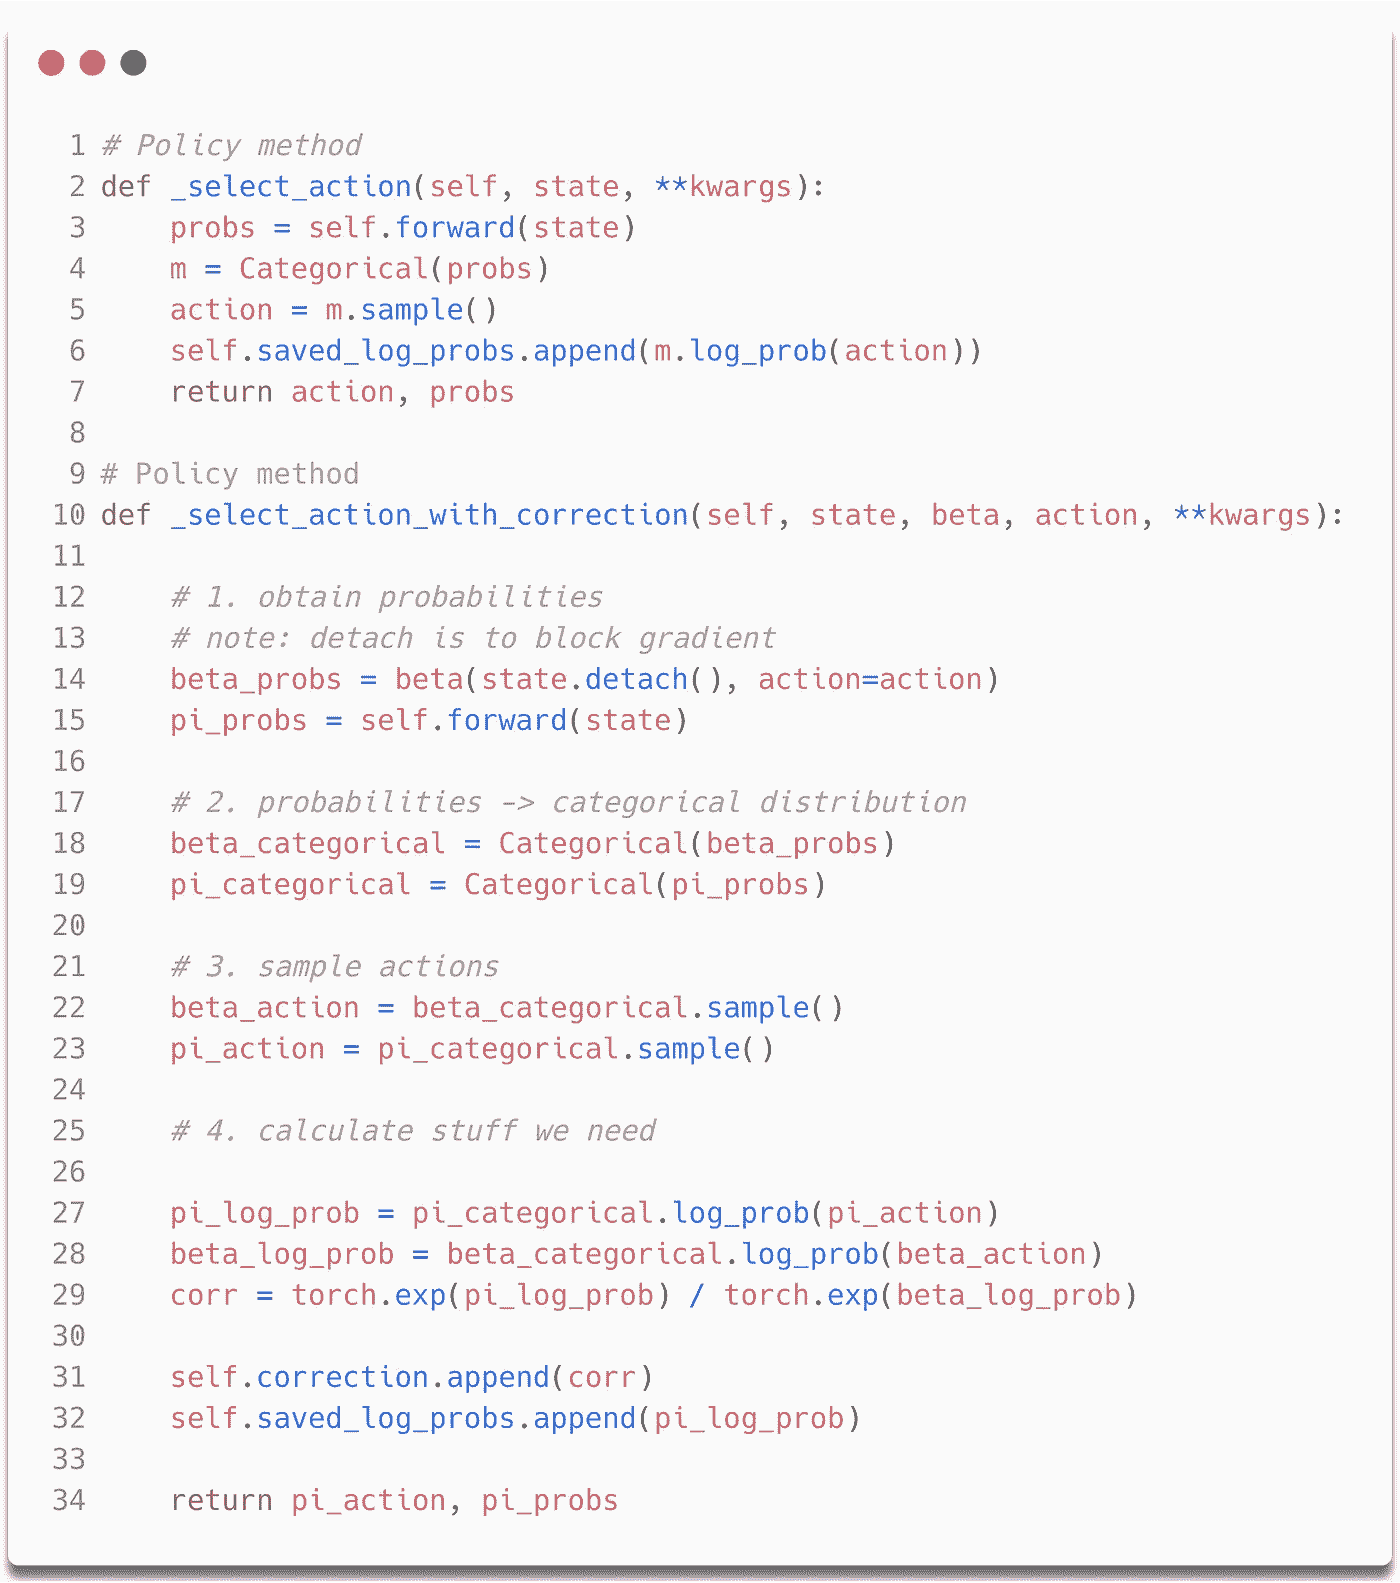 1 # Policy method
2 def _select_action(self, state, **kwargs):
3     probs = self.forward(state)
4     m = Categorical(probs)
5     action = m.sample()
6     self.saved_log_probs.append(m.log_prob(action))
7     return action, probs
8
9 # Policy method
10 def _select_action_with_correction(self, state, beta, action, **kwargs):
11
12     # 1. obtain probabilities
13     # note: detach is to block gradient
14     beta_probs = beta(state.detach(), action=action)
15     pi_probs = self.forward(state)
16
17     # 2. probabilities -> categorical distribution
18     beta_categorical = Categorical(beta_probs)
19     pi_categorical = Categorical(pi_probs)
20
21     # 3. sample actions
22     beta_action = beta_categorical.sample()
23     pi_action = pi_categorical.sample()
24
25     # 4. calculate stuff we need
26
27     pi_log_prob = pi_categorical.log_prob(pi_action)
28     beta_log_prob = beta_categorical.log_prob(beta_action)
29     corr = torch.exp(pi_log_prob) / torch.exp(beta_log_prob)
30
31     self.correction.append(corr)
32     self.saved_log_probs.append(pi_log_prob)
33
34     return pi_action, pi_probs